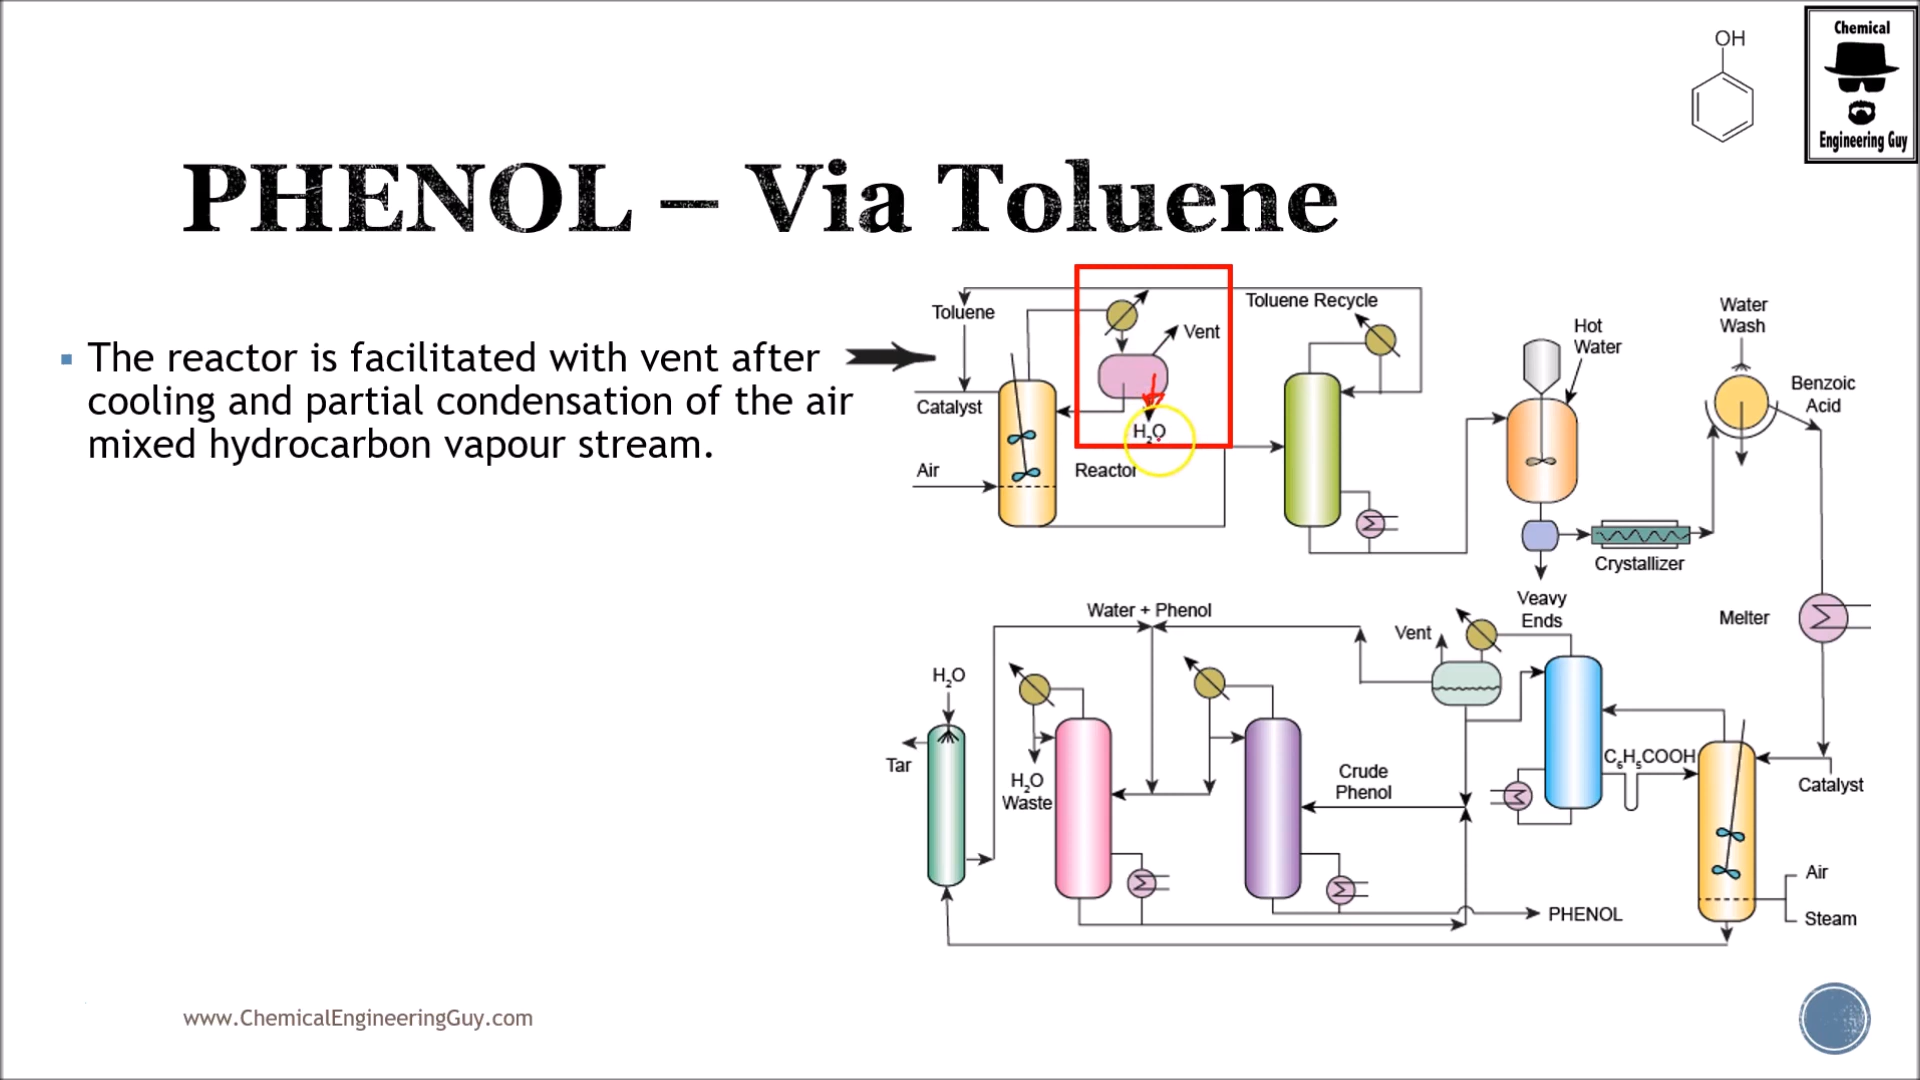 OH
Chemical
Engineering Guy
PHENOL – Via Toluene
▪ The reactor is facilitated with vent after
cooling and partial condensation of the air
mixed hydrocarbon vapour stream.
Toluene
Catalyst
Air
Vent
H₂O
Reactor
Toluene Recycle
Hot
Water
Water
Wash
Benzoic
Acid
Crystallizer
Veavy
Ends
Melter
Water + Phenol
Vent
H₂O
Tar
H₂O
Waste
Crude
Phenol
C₆H₅COOH
Catalyst
Air
Steam
PHENOL
www.ChemicalEngineeringGuy.com